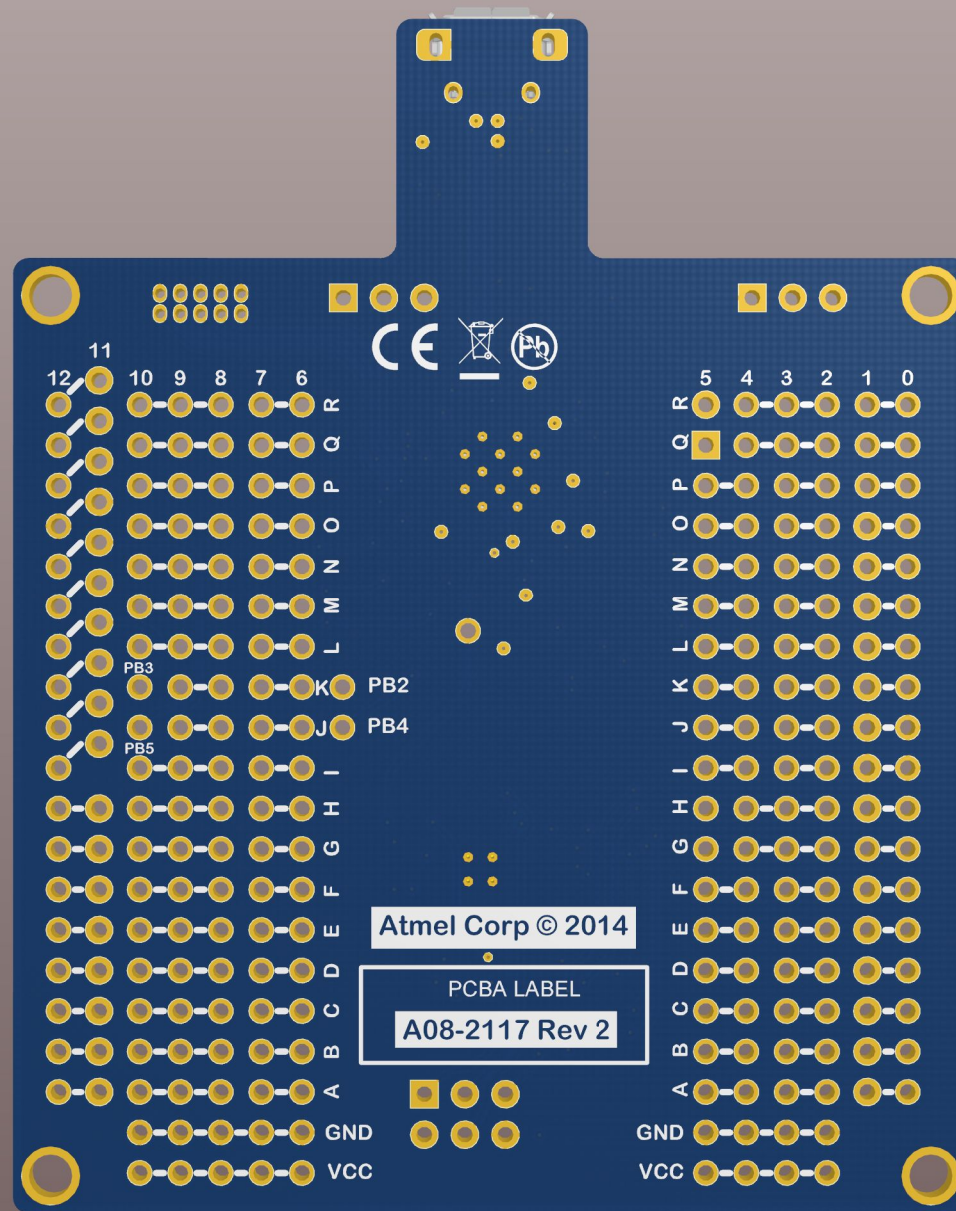 CE Pb
11
12 10 9 8 7 6 5 4 3 2 1 0
R R
Q Q
P P
O O
N N
M M
L L
PB3
K PB2 K
J PB4 J
PB5
I I
H H
G G
F F
E E
Atmel Corp © 2014
D D
PCBA LABEL
C C
A08-2117 Rev 2
B B
A A
GND GND
VCC VCC